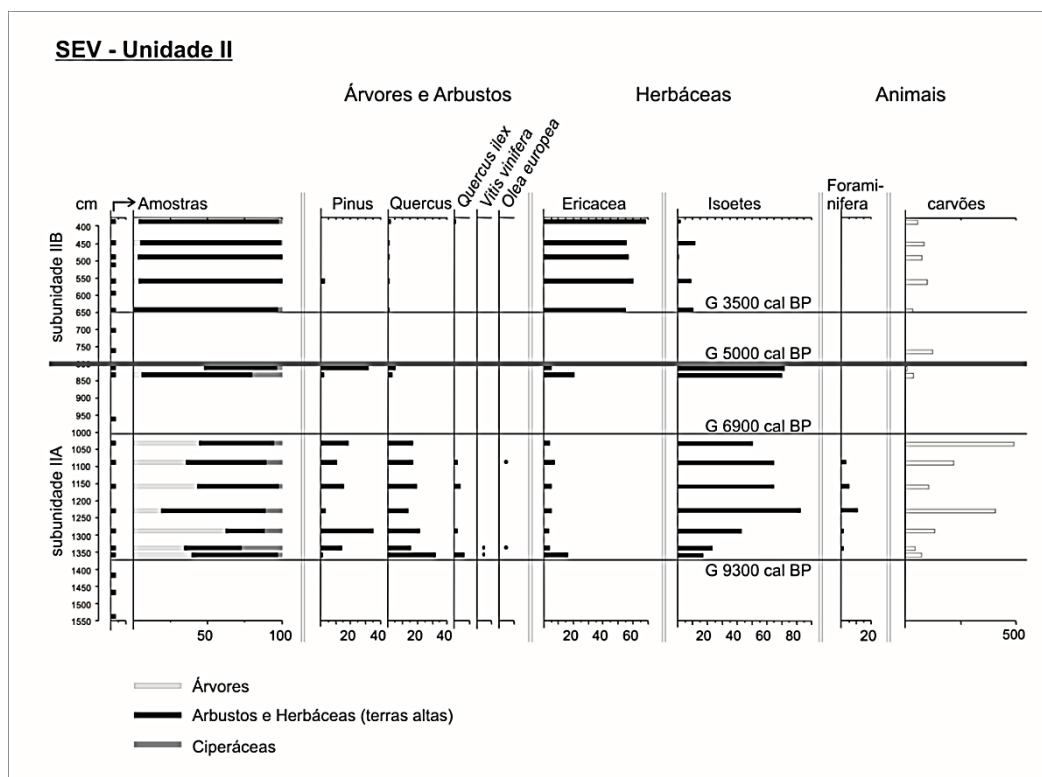 SEV - Unidade II
Árvores e Arbustos
Herbáceas
Animais
Quercus ilex
Vitis vinifera
Olea europea
cm
Amostras
Pinus
Quercus
Ericacea
Isoetes
Forami-
nifera
carvões
subunidade IIB
subunidade IIA
400
450
500
550
600
650
700
750
800
850
900
950
1000
1050
1100
1150
1200
1250
1300
1350
1400
1450
1500
1550
G 3500 cal BP
G 5000 cal BP
G 6900 cal BP
G 9300 cal BP
50 100
20 40
20 40
20 40 60
20 40 60 80
20
500
Árvores
Arbustos e Herbáceas (terras altas)
Ciperáceas